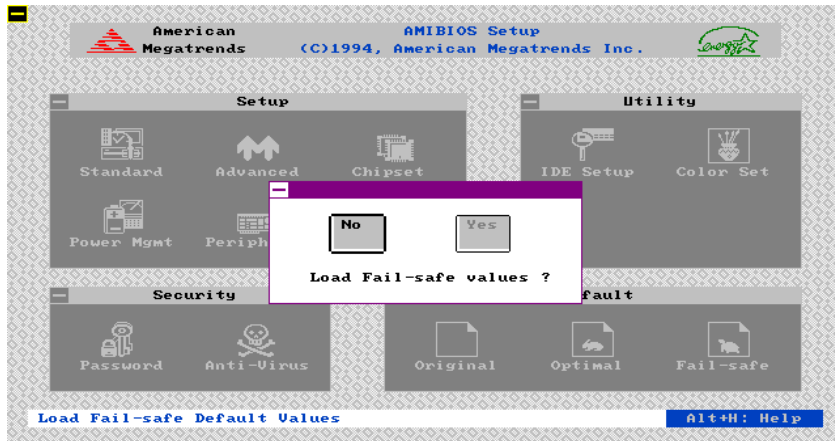 American
Megatrends
AMIBIOS Setup
(C)1994, American Megatrends Inc.
Setup
Standard
Advanced
Chipset
Power Mgmt
Periph
Utility
IDE Setup
Color Set
No
Yes
Load Fail-safe values ?
Security
Password
Anti-Virus
fault
Original
Optimal
Fail-safe
Load Fail-safe Default Values
Alt+H: Help